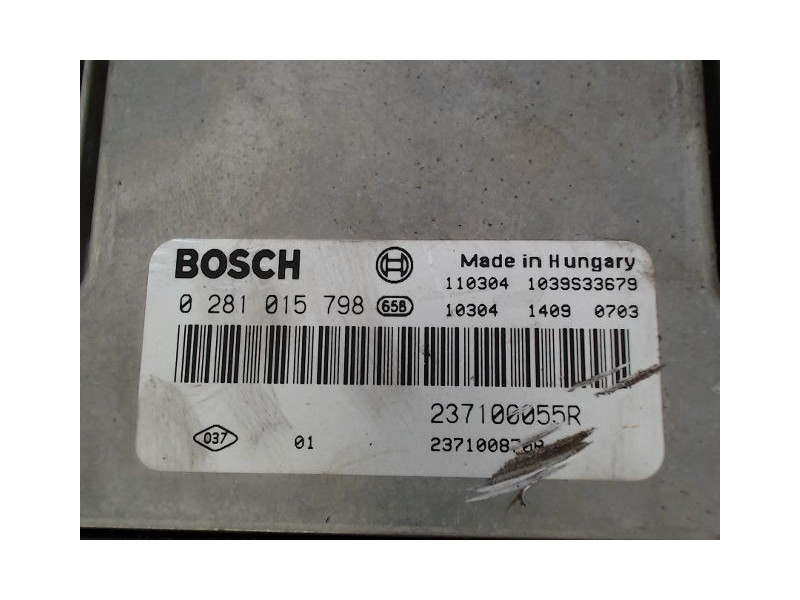 BOSCH Made in Hungary
110304 1039S33679
0 281 015 798 658 10304 1409 0703
237100055R
037 01